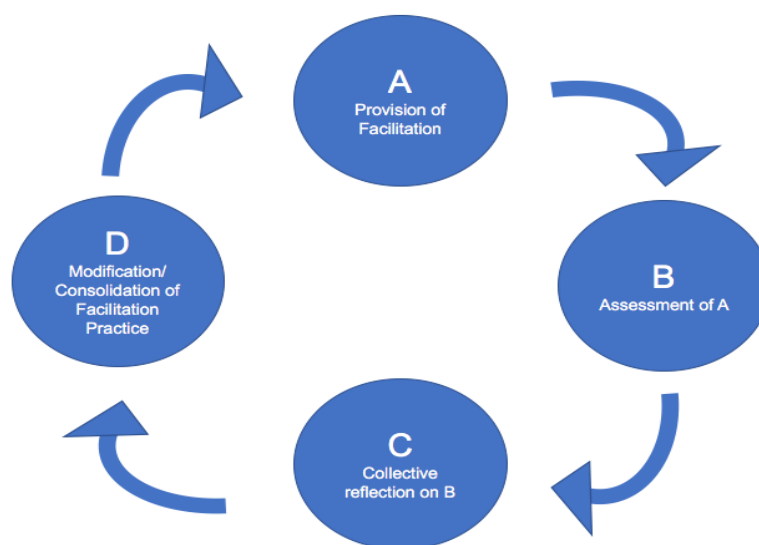 A
Provision of
Facilitation
B
Assessment of A
C
Collective
reflection on B
D
Modification/
Consolidation of
Facilitation
Practice